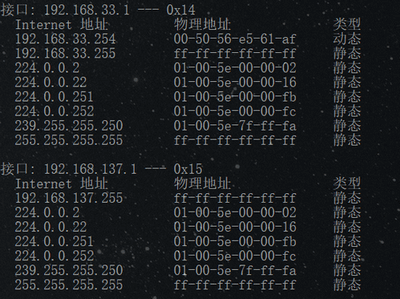 接口: 192.168.33.1 --- 0x14
Internet 地址 物理地址 类型
192.168.33.254 00-50-56-e5-61-af 动态
192.168.33.255 ff-ff-ff-ff-ff-ff 静态
224.0.0.2 01-00-5e-00-00-02 静态
224.0.0.22 01-00-5e-00-00-16 静态
224.0.0.251 01-00-5e-00-00-fb 静态
224.0.0.252 01-00-5e-00-00-fc 静态
239.255.255.250 01-00-5e-7f-ff-fa 静态
255.255.255.255 ff-ff-ff-ff-ff-ff 静态
接口: 192.168.137.1 --- 0x15
Internet 地址 物理地址 类型
192.168.137.255 ff-ff-ff-ff-ff-ff 静态
224.0.0.2 01-00-5e-00-00-02 静态
224.0.0.22 01-00-5e-00-00-16 静态
224.0.0.251 01-00-5e-00-00-fb 静态
224.0.0.252 01-00-5e-00-00-fc 静态
239.255.255.250 01-00-5e-7f-ff-fa 静态
255.255.255.255 ff-ff-ff-ff-ff-ff 静态